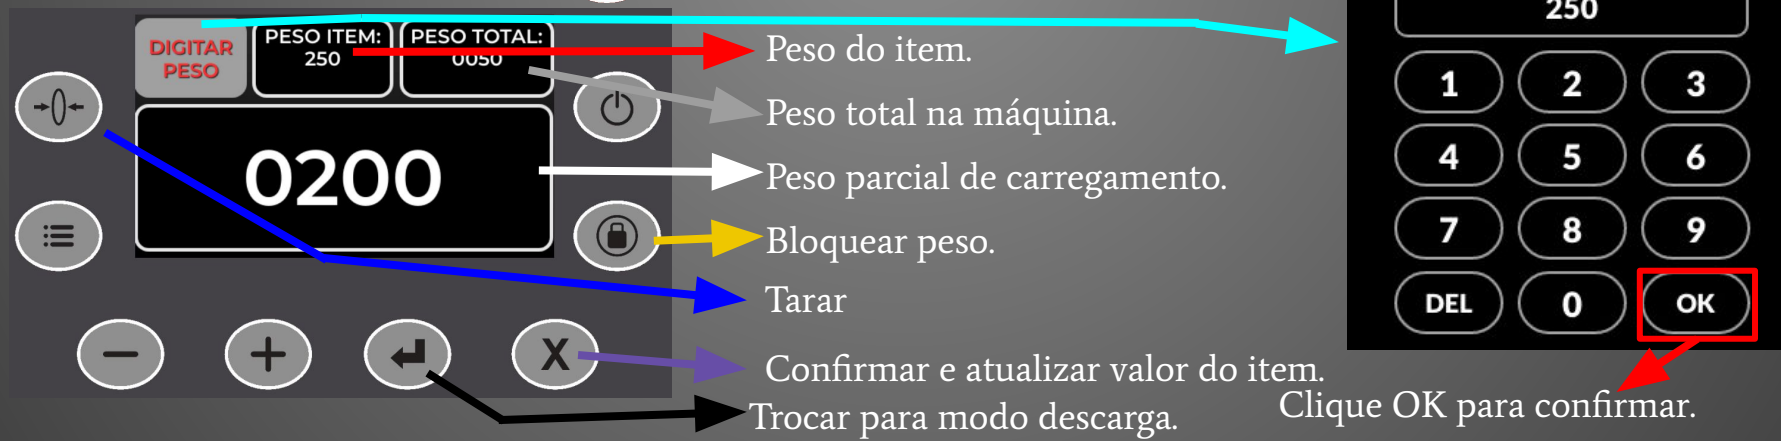 DIGITAR
PESO
PESO ITEM:
250
PESO TOTAL:
0050
0200
X
Peso do item.
Peso total na máquina.
Peso parcial de carregamento.
Bloquear peso.
Tarar
Confirmar e atualizar valor do item.
Trocar para modo descarga.
250
1 2 3
4 5 6
7 8 9
DEL 0 OK
Clique OK para confirmar.